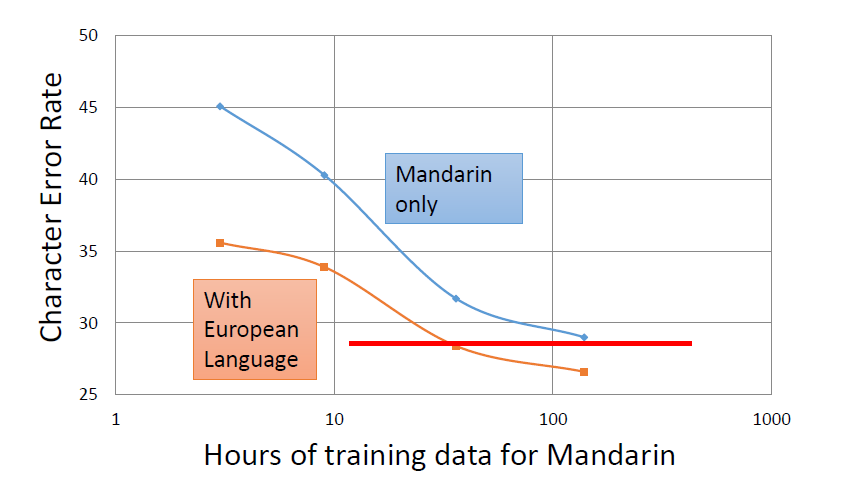 50
45
40
35
30
25
Character Error Rate
Mandarin
only
With
European
Language
1
10
100
1000
Hours of training data for Mandarin